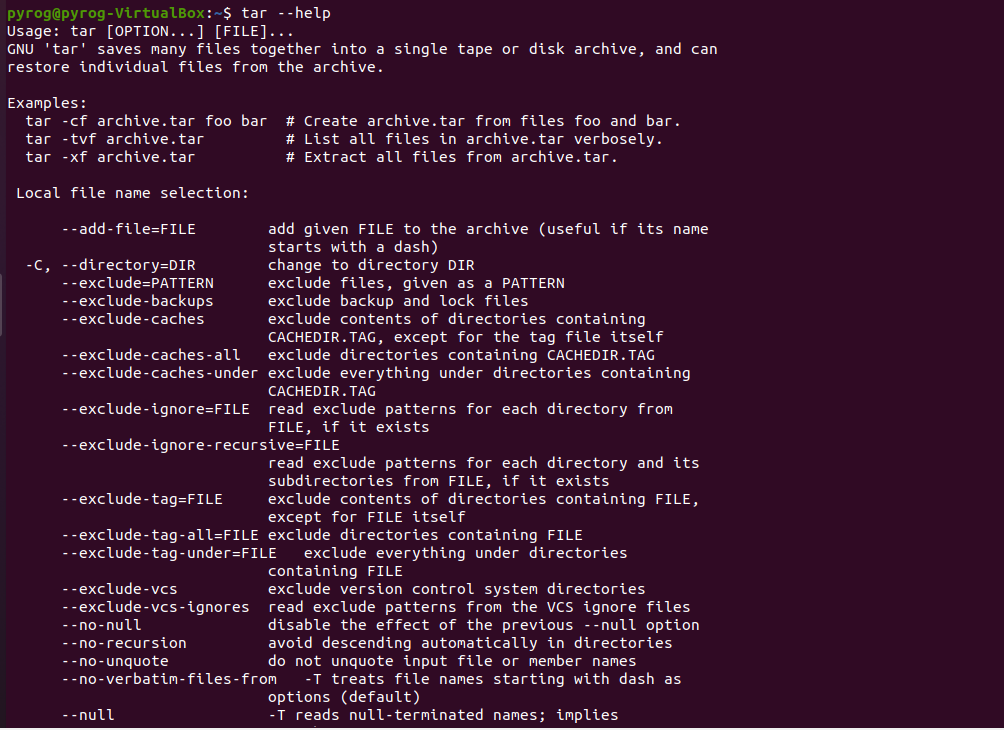 pyrog@pyrog-VirtualBox:~$ tar --help
Usage: tar [OPTION...] [FILE]...
GNU 'tar' saves many files together into a single tape or disk archive, and can
restore individual files from the archive.

Examples:
  tar -cf archive.tar foo bar  # Create archive.tar from files foo and bar.
  tar -tvf archive.tar         # List all files in archive.tar verbosely.
  tar -xf archive.tar          # Extract all files from archive.tar.

 Local file name selection:

      --add-file=FILE        add given FILE to the archive (useful if its name
                             starts with a dash)
  -C, --directory=DIR        change to directory DIR
      --exclude=PATTERN      exclude files, given as a PATTERN
      --exclude-backups      exclude backup and lock files
      --exclude-caches       exclude contents of directories containing
                             CACHEDIR.TAG, except for the tag file itself
      --exclude-caches-all   exclude directories containing CACHEDIR.TAG
      --exclude-caches-under exclude everything under directories containing
                             CACHEDIR.TAG
      --exclude-ignore=FILE  read exclude patterns for each directory from
                             FILE, if it exists
      --exclude-ignore-recursive=FILE
                             read exclude patterns for each directory and its
                             subdirectories from FILE, if it exists
      --exclude-tag=FILE     exclude contents of directories containing FILE,
                             except for FILE itself
      --exclude-tag-all=FILE exclude directories containing FILE
      --exclude-tag-under=FILE   exclude everything under directories
                             containing FILE
      --exclude-vcs          exclude version control system directories
      --exclude-vcs-ignores  read exclude patterns from the VCS ignore files
      --no-null              disable the effect of the previous --null option
      --no-recursion         avoid descending automatically in directories
      --no-unquote           do not unquote input file or member names
      --no-verbatim-files-from   -T treats file names starting with dash as
                             options (default)
      --null                 -T reads null-terminated names; implies